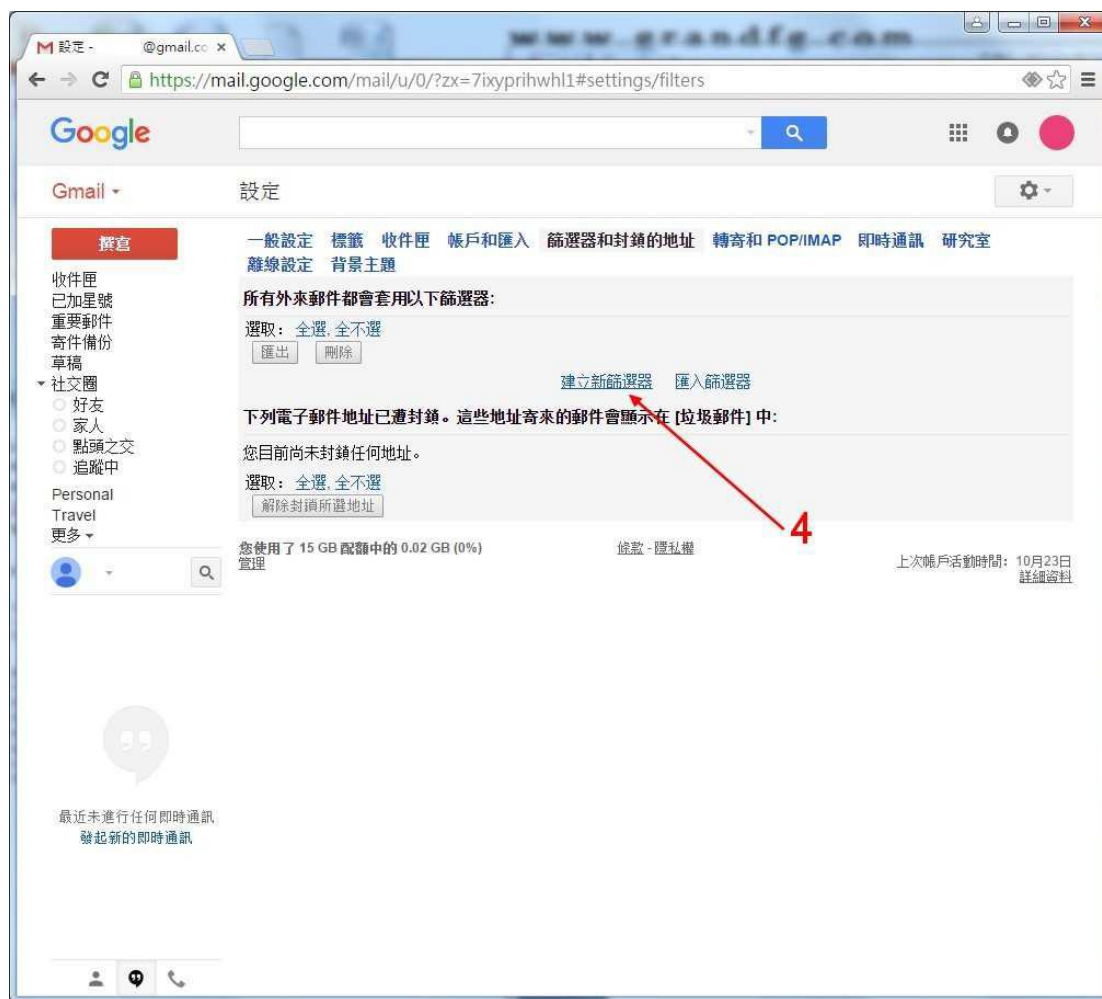 www.grandfg.com
設定 - @gmail.co
https://mail.google.com/mail/u/0/?zx=7ixyprihwhl1#settings/filters
Google
Gmail
設定
撰寫
一般設定 標籤 收件匣 帳戶和匯入 篩選器和封鎖的地址 轉寄和 POP/IMAP 即時通訊 研究室
離線設定 背景主題
收件匣
已加星號
重要郵件
寄件備份
草稿
社交圈
好友
家人
點頭之交
追蹤中
Personal
Travel
更多
所有外來郵件都會套用以下篩選器:
選取: 全選, 全不選
匯出 刪除
建立新篩選器 匯入篩選器
下列電子郵件地址已遭封鎖。這些地址寄來的郵件會顯示在 [垃圾郵件] 中:
您目前尚未封鎖任何地址。
選取: 全選, 全不選
解除封鎖所選地址
4
您使用了 15 GB 配額中的 0.02 GB (0%)
管理
條款 - 隱私權
上次帳戶活動時間: 10月23日
詳細資料
最近未進行任何即時通訊
發起新的即時通訊